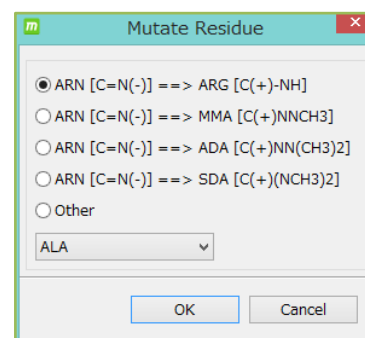 m Mutate Residue x
ARN [C=N(-)] ==> ARG [C(+)-NH]
ARN [C=N(-)] ==> MMA [C(+)NNCH3]
ARN [C=N(-)] ==> ADA [C(+)NN(CH3)2]
ARN [C=N(-)] ==> SDA [C(+)(NCH3)2]
Other
ALA
OK Cancel